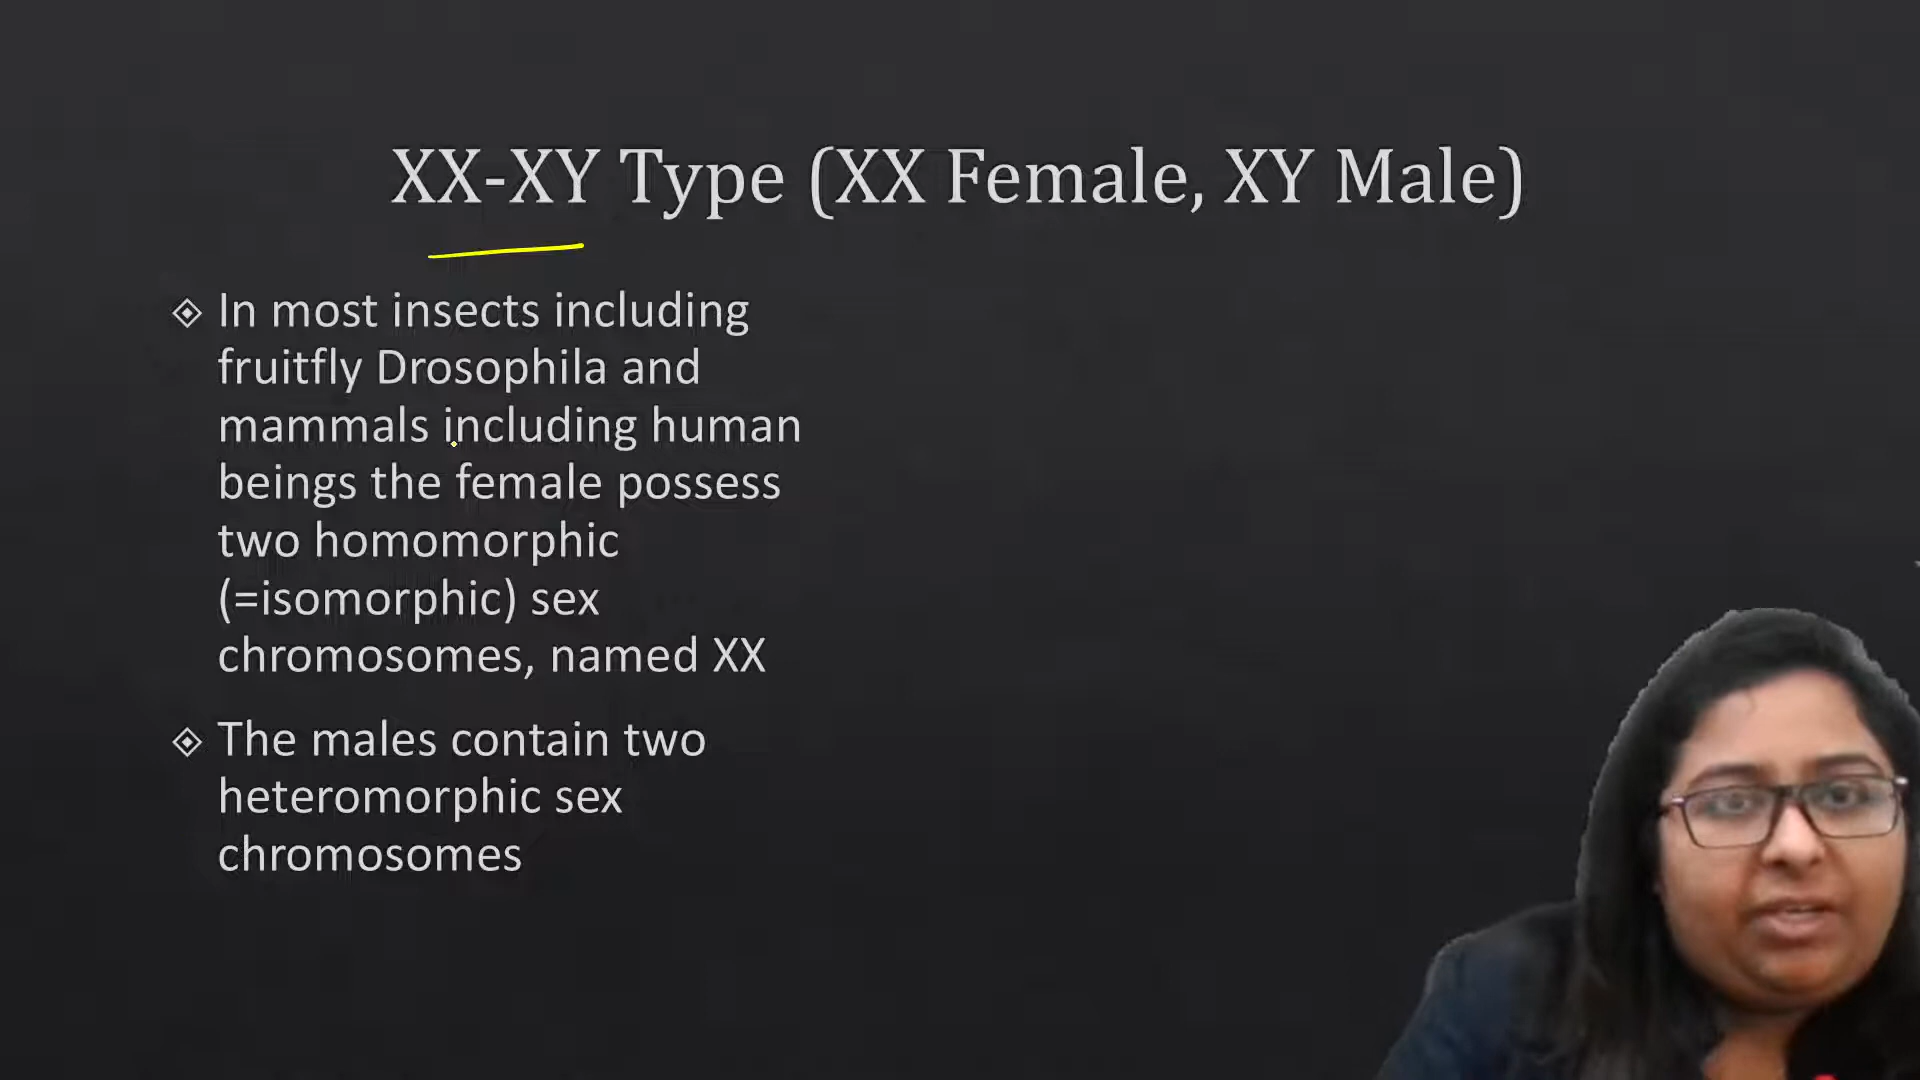 XX-XY Type (XX Female, XY Male)
In most insects including
fruitfly Drosophila and
mammals including human
beings the female possess
two homomorphic
(=isomorphic) sex
chromosomes, named XX
The males contain two
heteromorphic sex
chromosomes